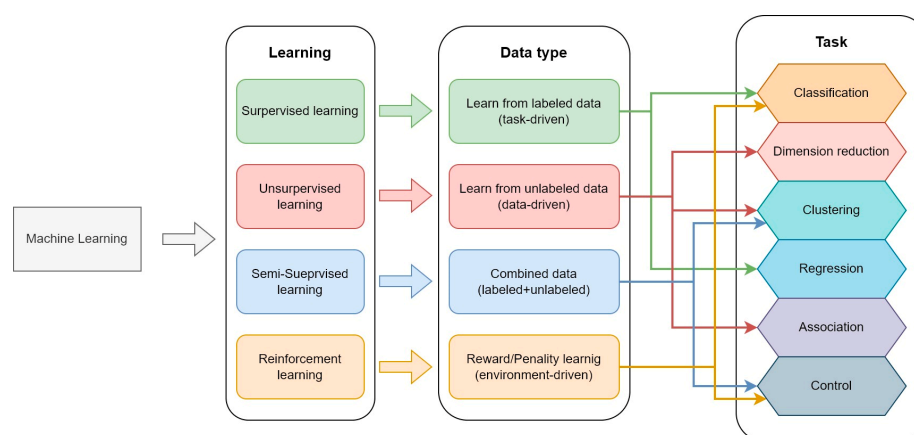 Machine Learning
Learning
Surpervised learning
Unsurpervised
learning
Semi-Sueprvised
learning
Reinforcement
learning
Data type
Learn from labeled data
(task-driven)
Learn from unlabeled data
(data-driven)
Combined data
(labeled+unlabeled)
Reward/Penality learnig
(environment-driven)
Task
Classification
Dimension reduction
Clustering
Regression
Association
Control